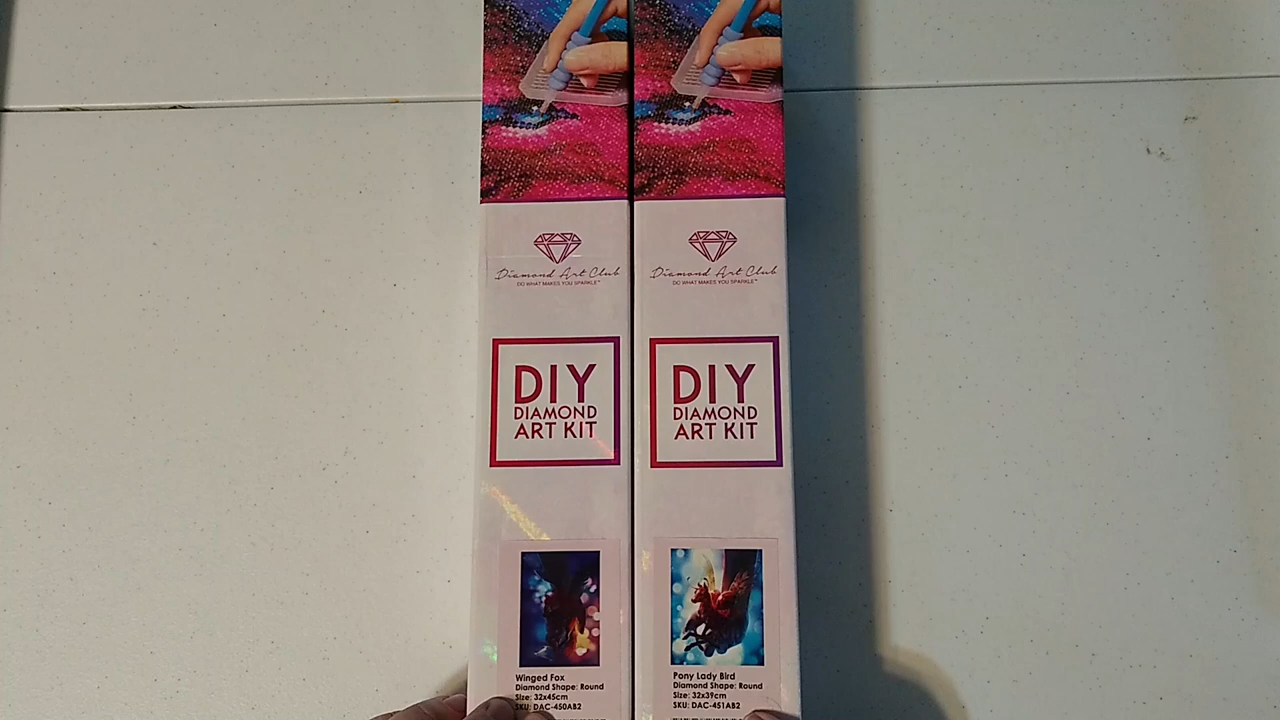 Diamond Art Club
DO WHAT MAKES YOU SPARKLE™
DIY
DIAMOND
ART KIT
Winged Fox
Diamond Shape: Round
Size: 32x45cm
SKU: DAC-450AB2
Diamond Art Club
DO WHAT MAKES YOU SPARKLE™
DIY
DIAMOND
ART KIT
Pony Lady Bird
Diamond Shape: Round
Size: 32x39cm
SKU: DAC-451AB2